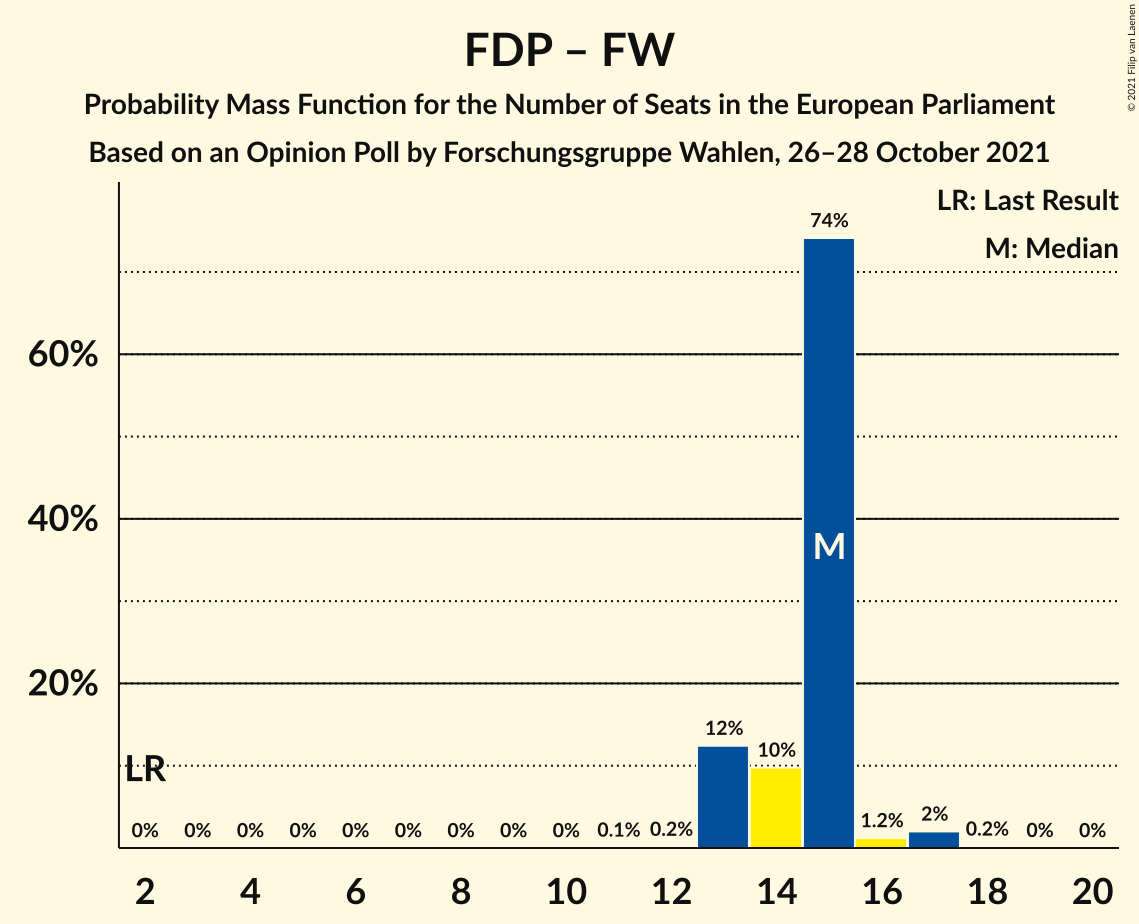 FDP – FW
Probability Mass Function for the Number of Seats in the European Parliament
Based on an Opinion Poll by Forschungsgruppe Wahlen, 26–28 October 2021
© 2021 Filip van Laenen
LR: Last Result
M: Median
74%
60%
40%
M
20%
12%
10%
LR
0% 0% 0% 0% 0% 0% 0% 0% 0% 0.1% 0.2% 1.2% 2% 0.2% 0% 0%
2 4 6 8 10 12 14 16 18 20